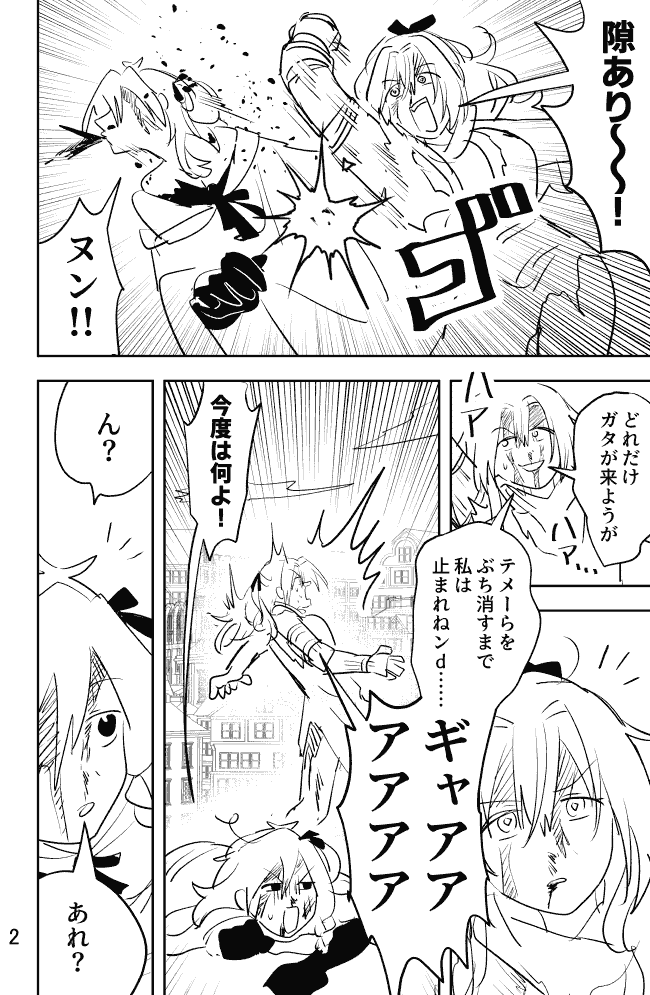 隙あり〜〜！
ゴロ
ヌン!!
どれだけ
ガタが来ようが
ハァ…
ハァ…
テメーらを
ぶち消すまで
私は
止まれねンd……
ギャアア
アアアア
今度は何よ！
ん？
あれ？
2